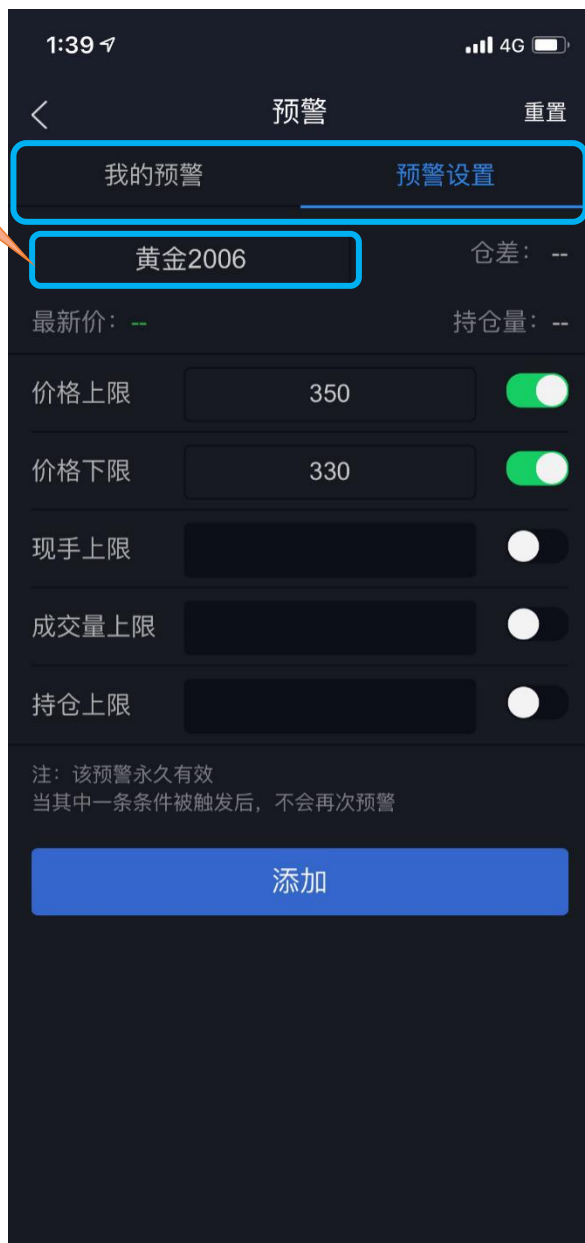 1:39 4G
预警 重置
我的预警 预警设置
黄金2006 仓差：--
最新价：-- 持仓量：--
价格上限 350
价格下限 330
现手上限
成交量上限
持仓上限
注：该预警永久有效
当其中一条条件被触发后，不会再次预警
添加